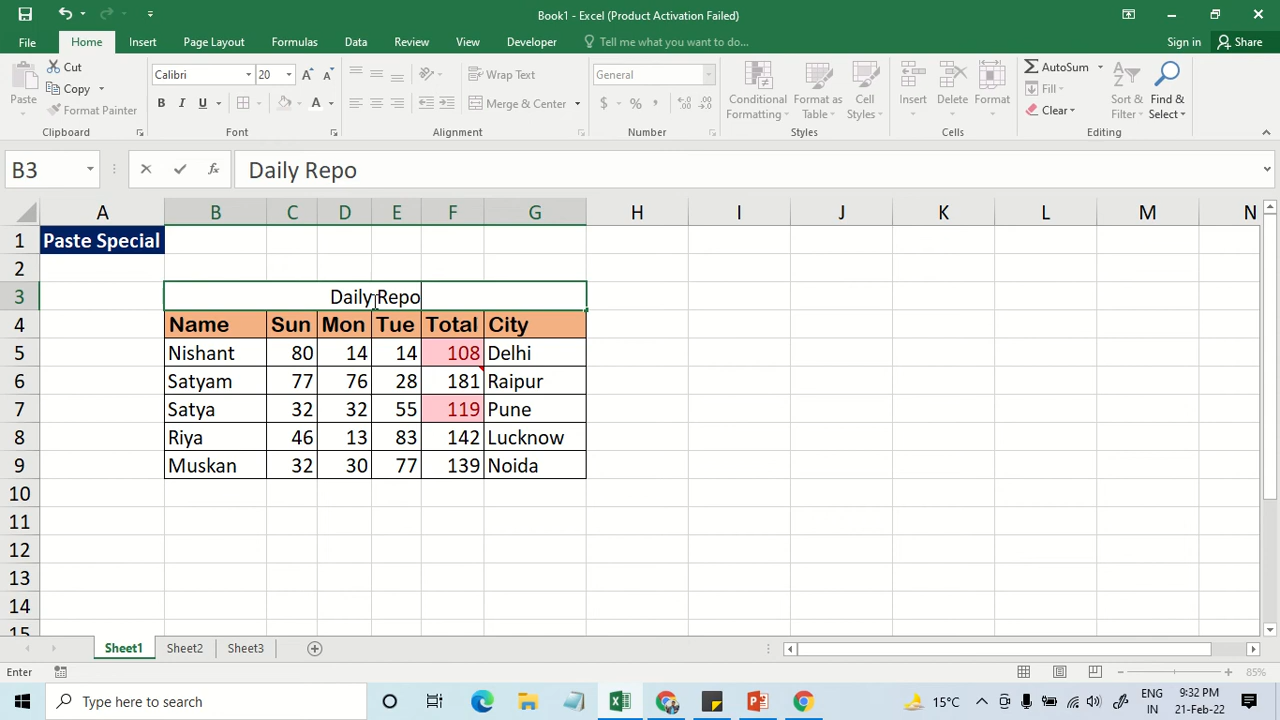 Book1 - Excel (Product Activation Failed)
File Home Insert Page Layout Formulas Data Review View Developer Tell me what you want to do... Sign in Share
Paste Cut Copy Format Painter Clipboard
Calibri 20 A A B I U A Font
Wrap Text Merge & Center Alignment
General $ % , Number
Conditional Formatting Format as Table Cell Styles Styles
Insert Delete Format Cells
AutoSum Fill Clear Sort & Filter Find & Select Editing
B3 fx Daily Repo
A B C D E F G H I J K L M N
1 Paste Special
2
3 Daily Repo
4 Name Sun Mon Tue Total City
5 Nishant 80 14 14 108 Delhi
6 Satyam 77 76 28 181 Raipur
7 Satya 32 32 55 119 Pune
8 Riya 46 13 83 142 Lucknow
9 Muskan 32 30 77 139 Noida
10
11
12
13
14
15
Sheet1 Sheet2 Sheet3
Enter 85%
Type here to search 15°C ENG IN 9:32 PM 21-Feb-22